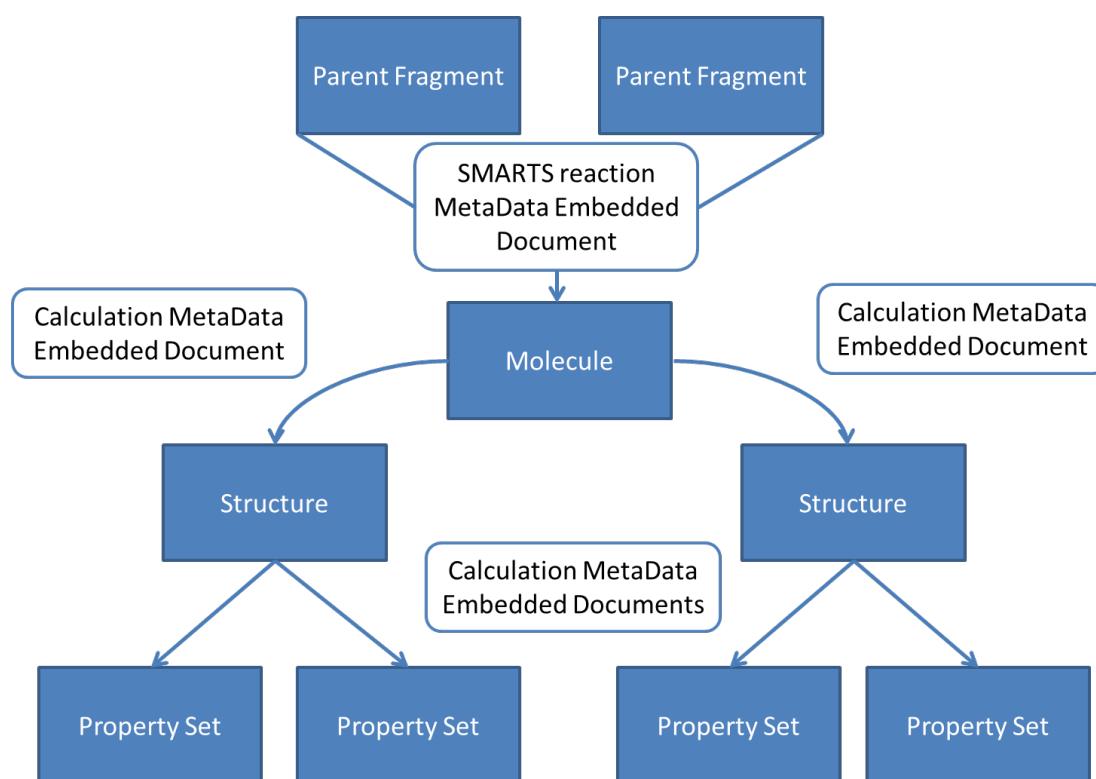 Parent Fragment
Parent Fragment
SMARTS reaction
MetaData Embedded
Document
Calculation MetaData
Embedded Document
Molecule
Calculation MetaData
Embedded Document
Structure
Structure
Calculation MetaData
Embedded Documents
Property Set
Property Set
Property Set
Property Set